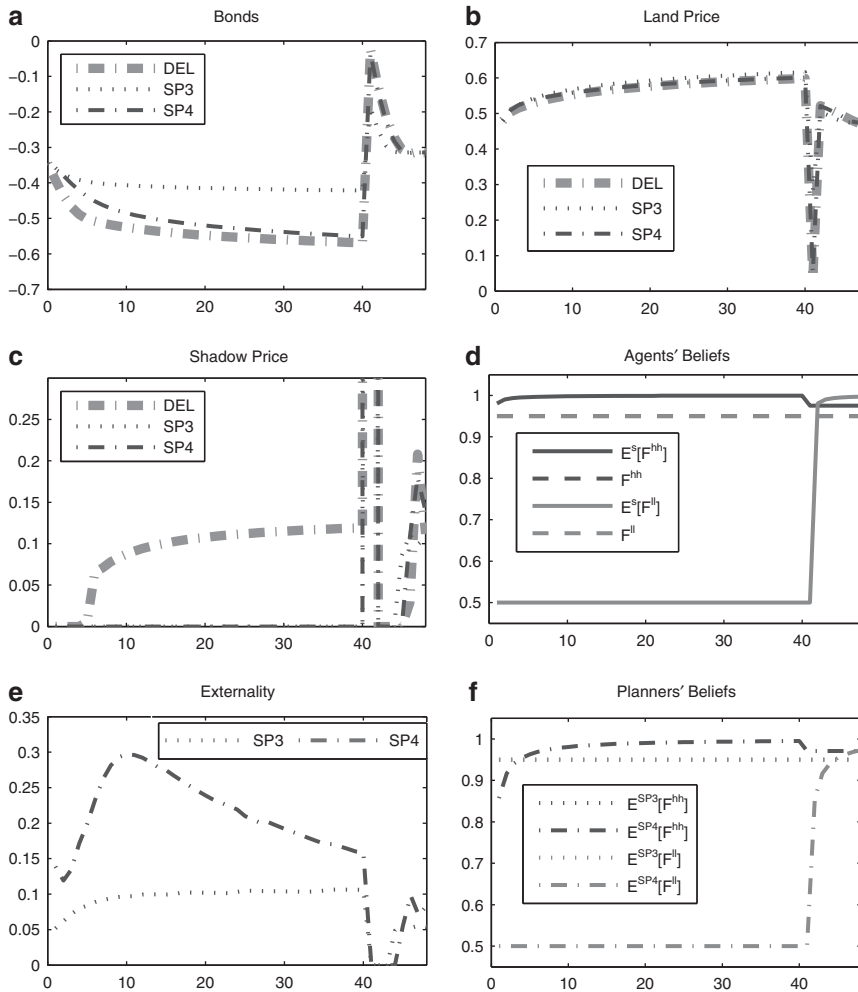 a Bonds
0
−0.1
−0.2
−0.3
−0.4
−0.5
−0.6
−0.7
DEL
SP3
SP4
0 10 20 30 40
b Land Price
0.7
0.6
0.5
0.4
0.3
0.2
0.1
0
DEL
SP3
SP4
0 10 20 30 40
c Shadow Price
0.25
0.2
0.15
0.1
0.05
0
DEL
SP3
SP4
0 10 20 30 40
d Agents′ Beliefs
1
0.9
0.8
0.7
0.6
0.5
E^s[F^hh]
F^hh
E^s[F^ll]
F^ll
0 10 20 30 40
e Externality
0.35
0.3
0.25
0.2
0.15
0.1
0.05
0
SP3 SP4
0 10 20 30 40
f Planners′ Beliefs
1
0.9
0.8
0.7
0.6
0.5
E^SP3[F^hh]
E^SP4[F^hh]
E^SP3[F^ll]
E^SP4[F^ll]
0 10 20 30 40